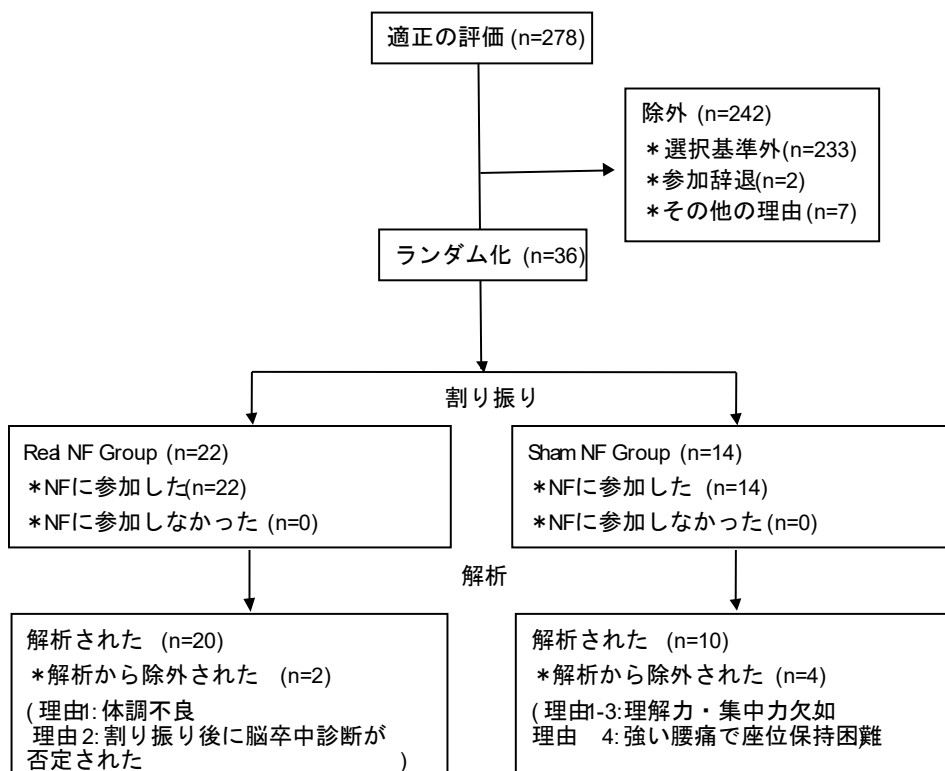 適正の評価 (n=278)
除外 (n=242)
＊選択基準外(n=233)
＊参加辞退(n=2)
＊その他の理由 (n=7)
ランダム化 (n=36)
割り振り
Real NF Group (n=22)
＊NFに参加した(n=22)
＊NFに参加しなかった (n=0)
Sham NF Group (n=14)
＊NFに参加した (n=14)
＊NFに参加しなかった (n=0)
解析
解析された (n=20)
＊解析から除外された (n=2)
( 理由1: 体調不良
理由2: 割り振り後に脳卒中診断が
否定された )
解析された (n=10)
＊解析から除外された (n=4)
( 理由1-3: 理解力・集中力欠如
理由 4: 強い腰痛で座位保持困難)